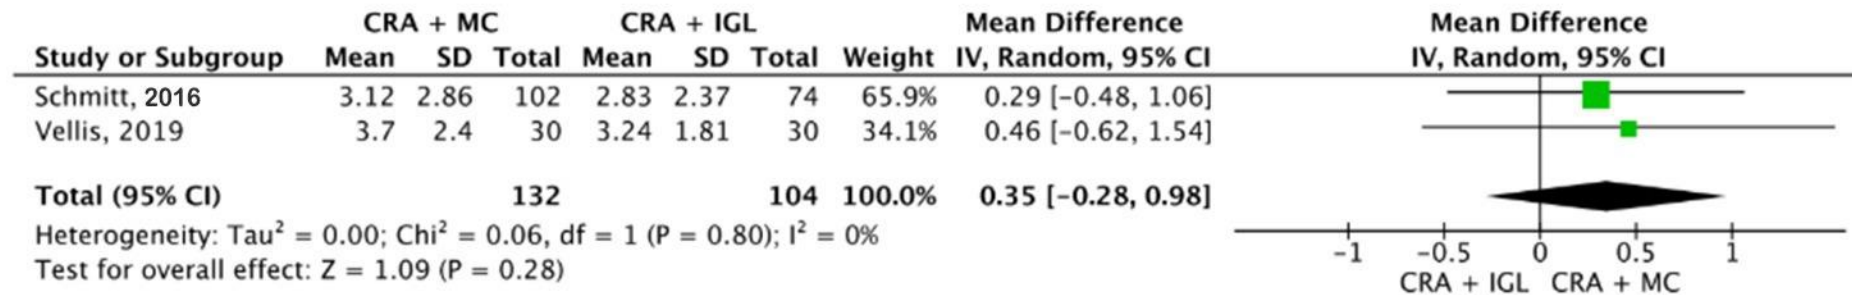 CRA + MC CRA + IGL Mean Difference Mean Difference
Study or Subgroup Mean SD Total Mean SD Total Weight IV, Random, 95% CI IV, Random, 95% CI
Schmitt, 2016 3.12 2.86 102 2.83 2.37 74 65.9% 0.29 [−0.48, 1.06]
Vellis, 2019 3.7 2.4 30 3.24 1.81 30 34.1% 0.46 [−0.62, 1.54]
Total (95% CI) 132 104 100.0% 0.35 [−0.28, 0.98]
Heterogeneity: Tau² = 0.00; Chi² = 0.06, df = 1 (P = 0.80); I² = 0%
Test for overall effect: Z = 1.09 (P = 0.28)
−1 −0.5 0 0.5 1
CRA + IGL CRA + MC